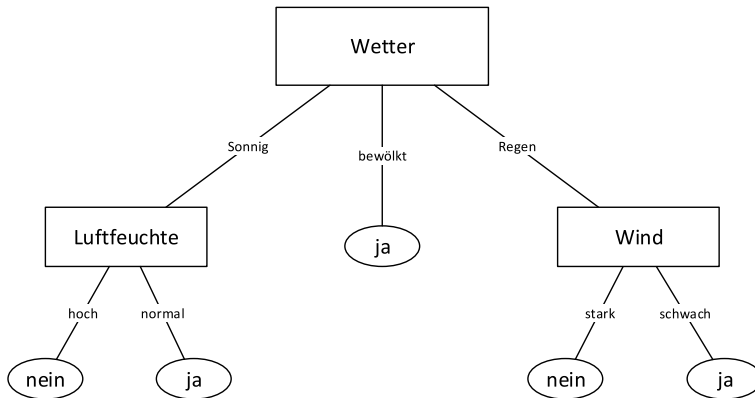 Wetter
Sonnig
bewölkt
Regen
Luftfeuchte
ja
Wind
hoch
normal
stark
schwach
nein
ja
nein
ja